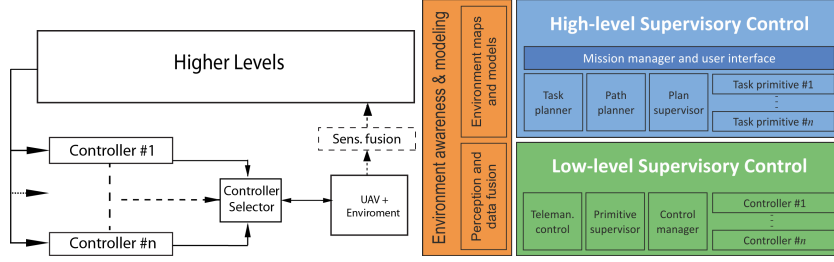 Higher Levels
Sens. fusion
Controller #1
Controller
Selector
UAV +
Enviroment
Controller #n
Environment awareness & modeling
Environment maps
and models
Perception and
data fusion
High-level Supervisory Control
Mission manager and user interface
Task
planner
Path
planner
Plan
supervisor
Task primitive #1
Task primitive #n
Low-level Supervisory Control
Teleman.
control
Primitive
supervisor
Control
manager
Controller #1
Controller #n